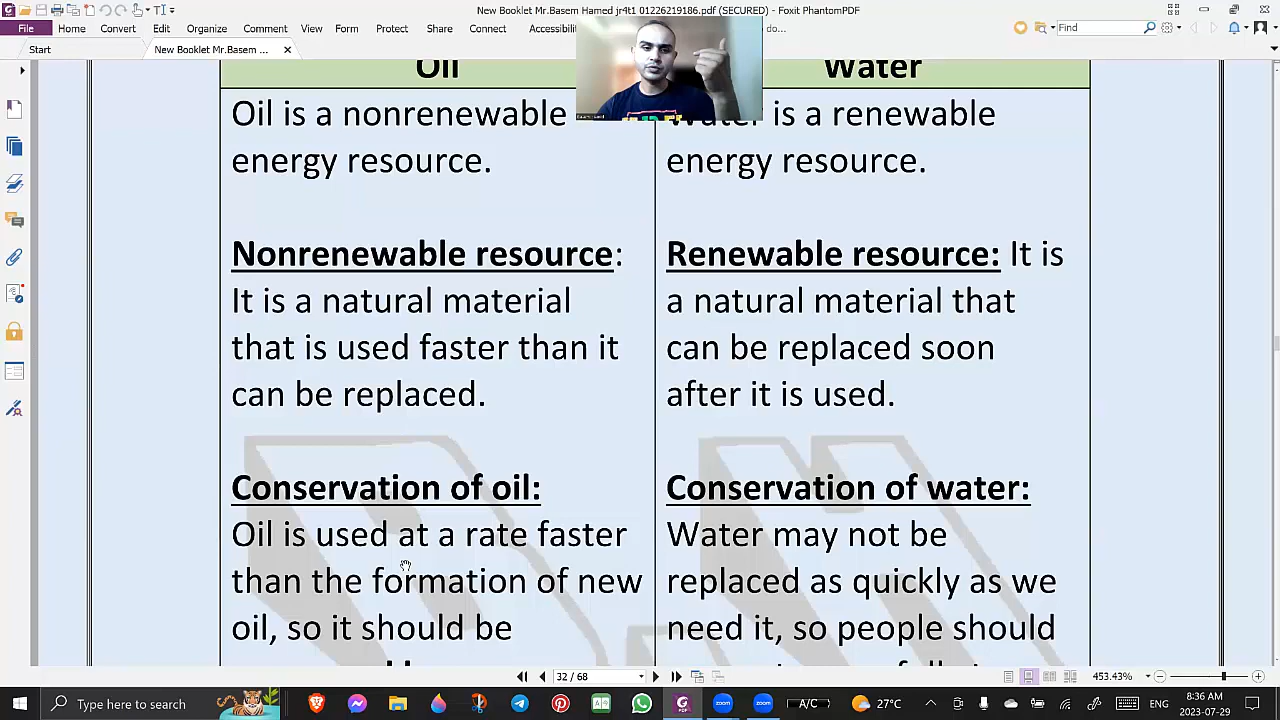 New Booklet Mr.Basem Hamed jr4t1 01226219186.pdf (SECURED) - Foxit PhantomPDF
File Home Convert Edit Organize Comment View Form Protect Share Connect Accessibili do... Find
Start New Booklet Mr.Basem ...
Oil Water
Oil is a nonrenewable
energy resource.
Nonrenewable resource:
It is a natural material
that is used faster than it
can be replaced.
Conservation of oil:
Oil is used at a rate faster
than the formation of new
oil, so it should be
Water is a renewable
energy resource.
Renewable resource: It is
a natural material that
can be replaced soon
after it is used.
Conservation of water:
Water may not be
replaced as quickly as we
need it, so people should
32 / 68 453.43%
Type here to search A/C 27°C ENG 8:36 AM
2023-07-29